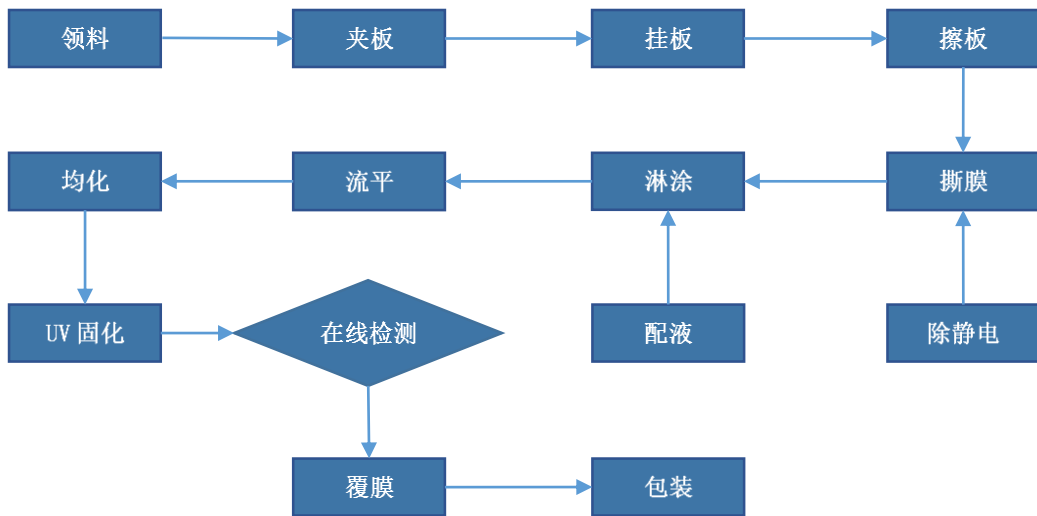 领料
夹板
挂板
擦板
均化
流平
淋涂
撕膜
UV 固化
在线检测
配液
除静电
覆膜
包装